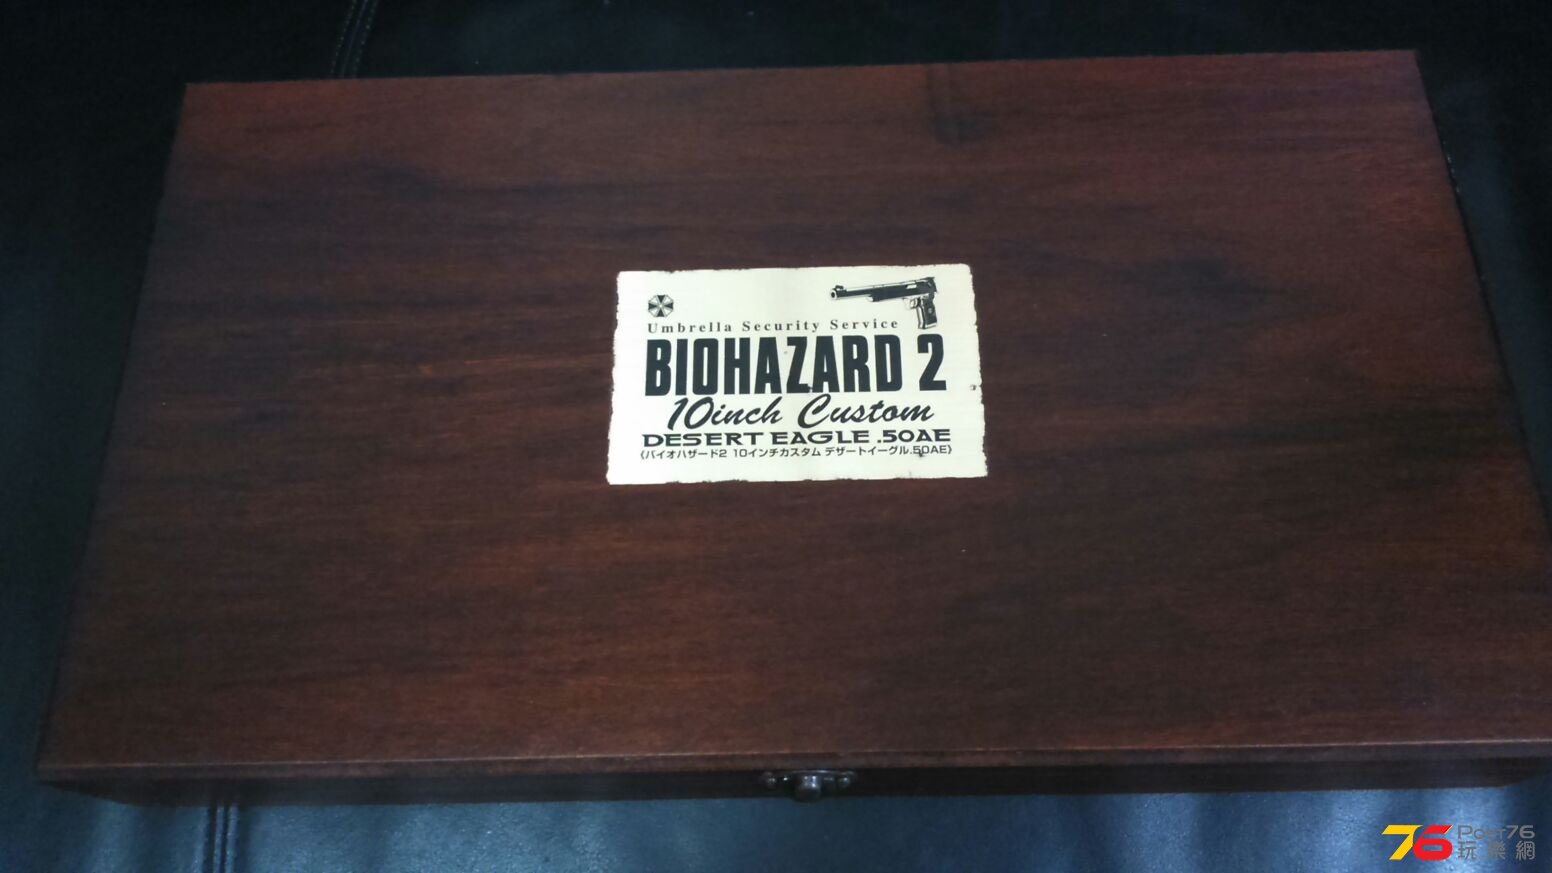 Umbrella Security Service
BIOHAZARD 2
10inch Custom
DESERT EAGLE .50AE
《バイオハザード2 10インチカスタム デザートイーグル.50AE》
76 Post76
玩樂網